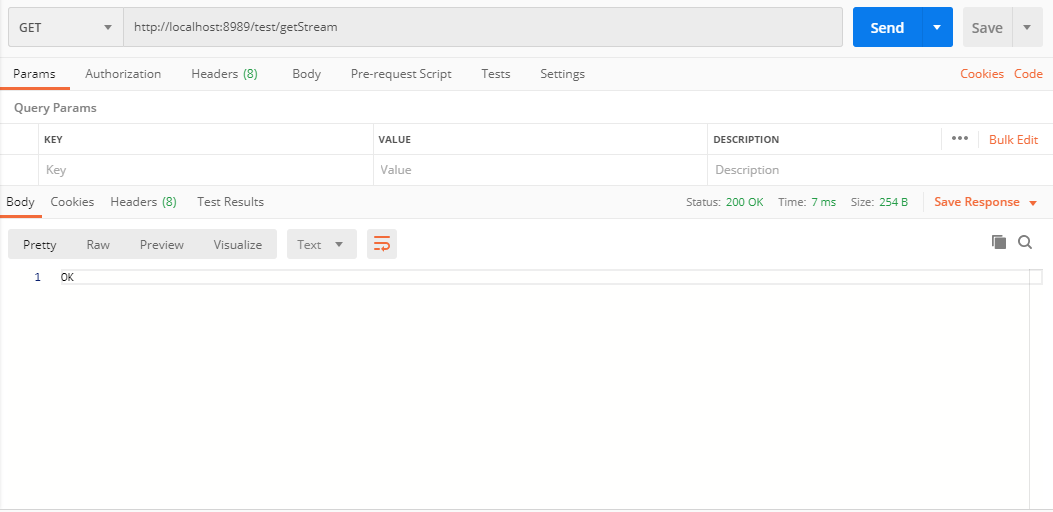 GET http://localhost:8989/test/getStream Send Save
Params Authorization Headers (8) Body Pre-request Script Tests Settings Cookies Code
Query Params
KEY VALUE DESCRIPTION ••• Bulk Edit
Key Value Description
Body Cookies Headers (8) Test Results Status: 200 OK Time: 7 ms Size: 254 B Save Response
Pretty Raw Preview Visualize Text
1 OK